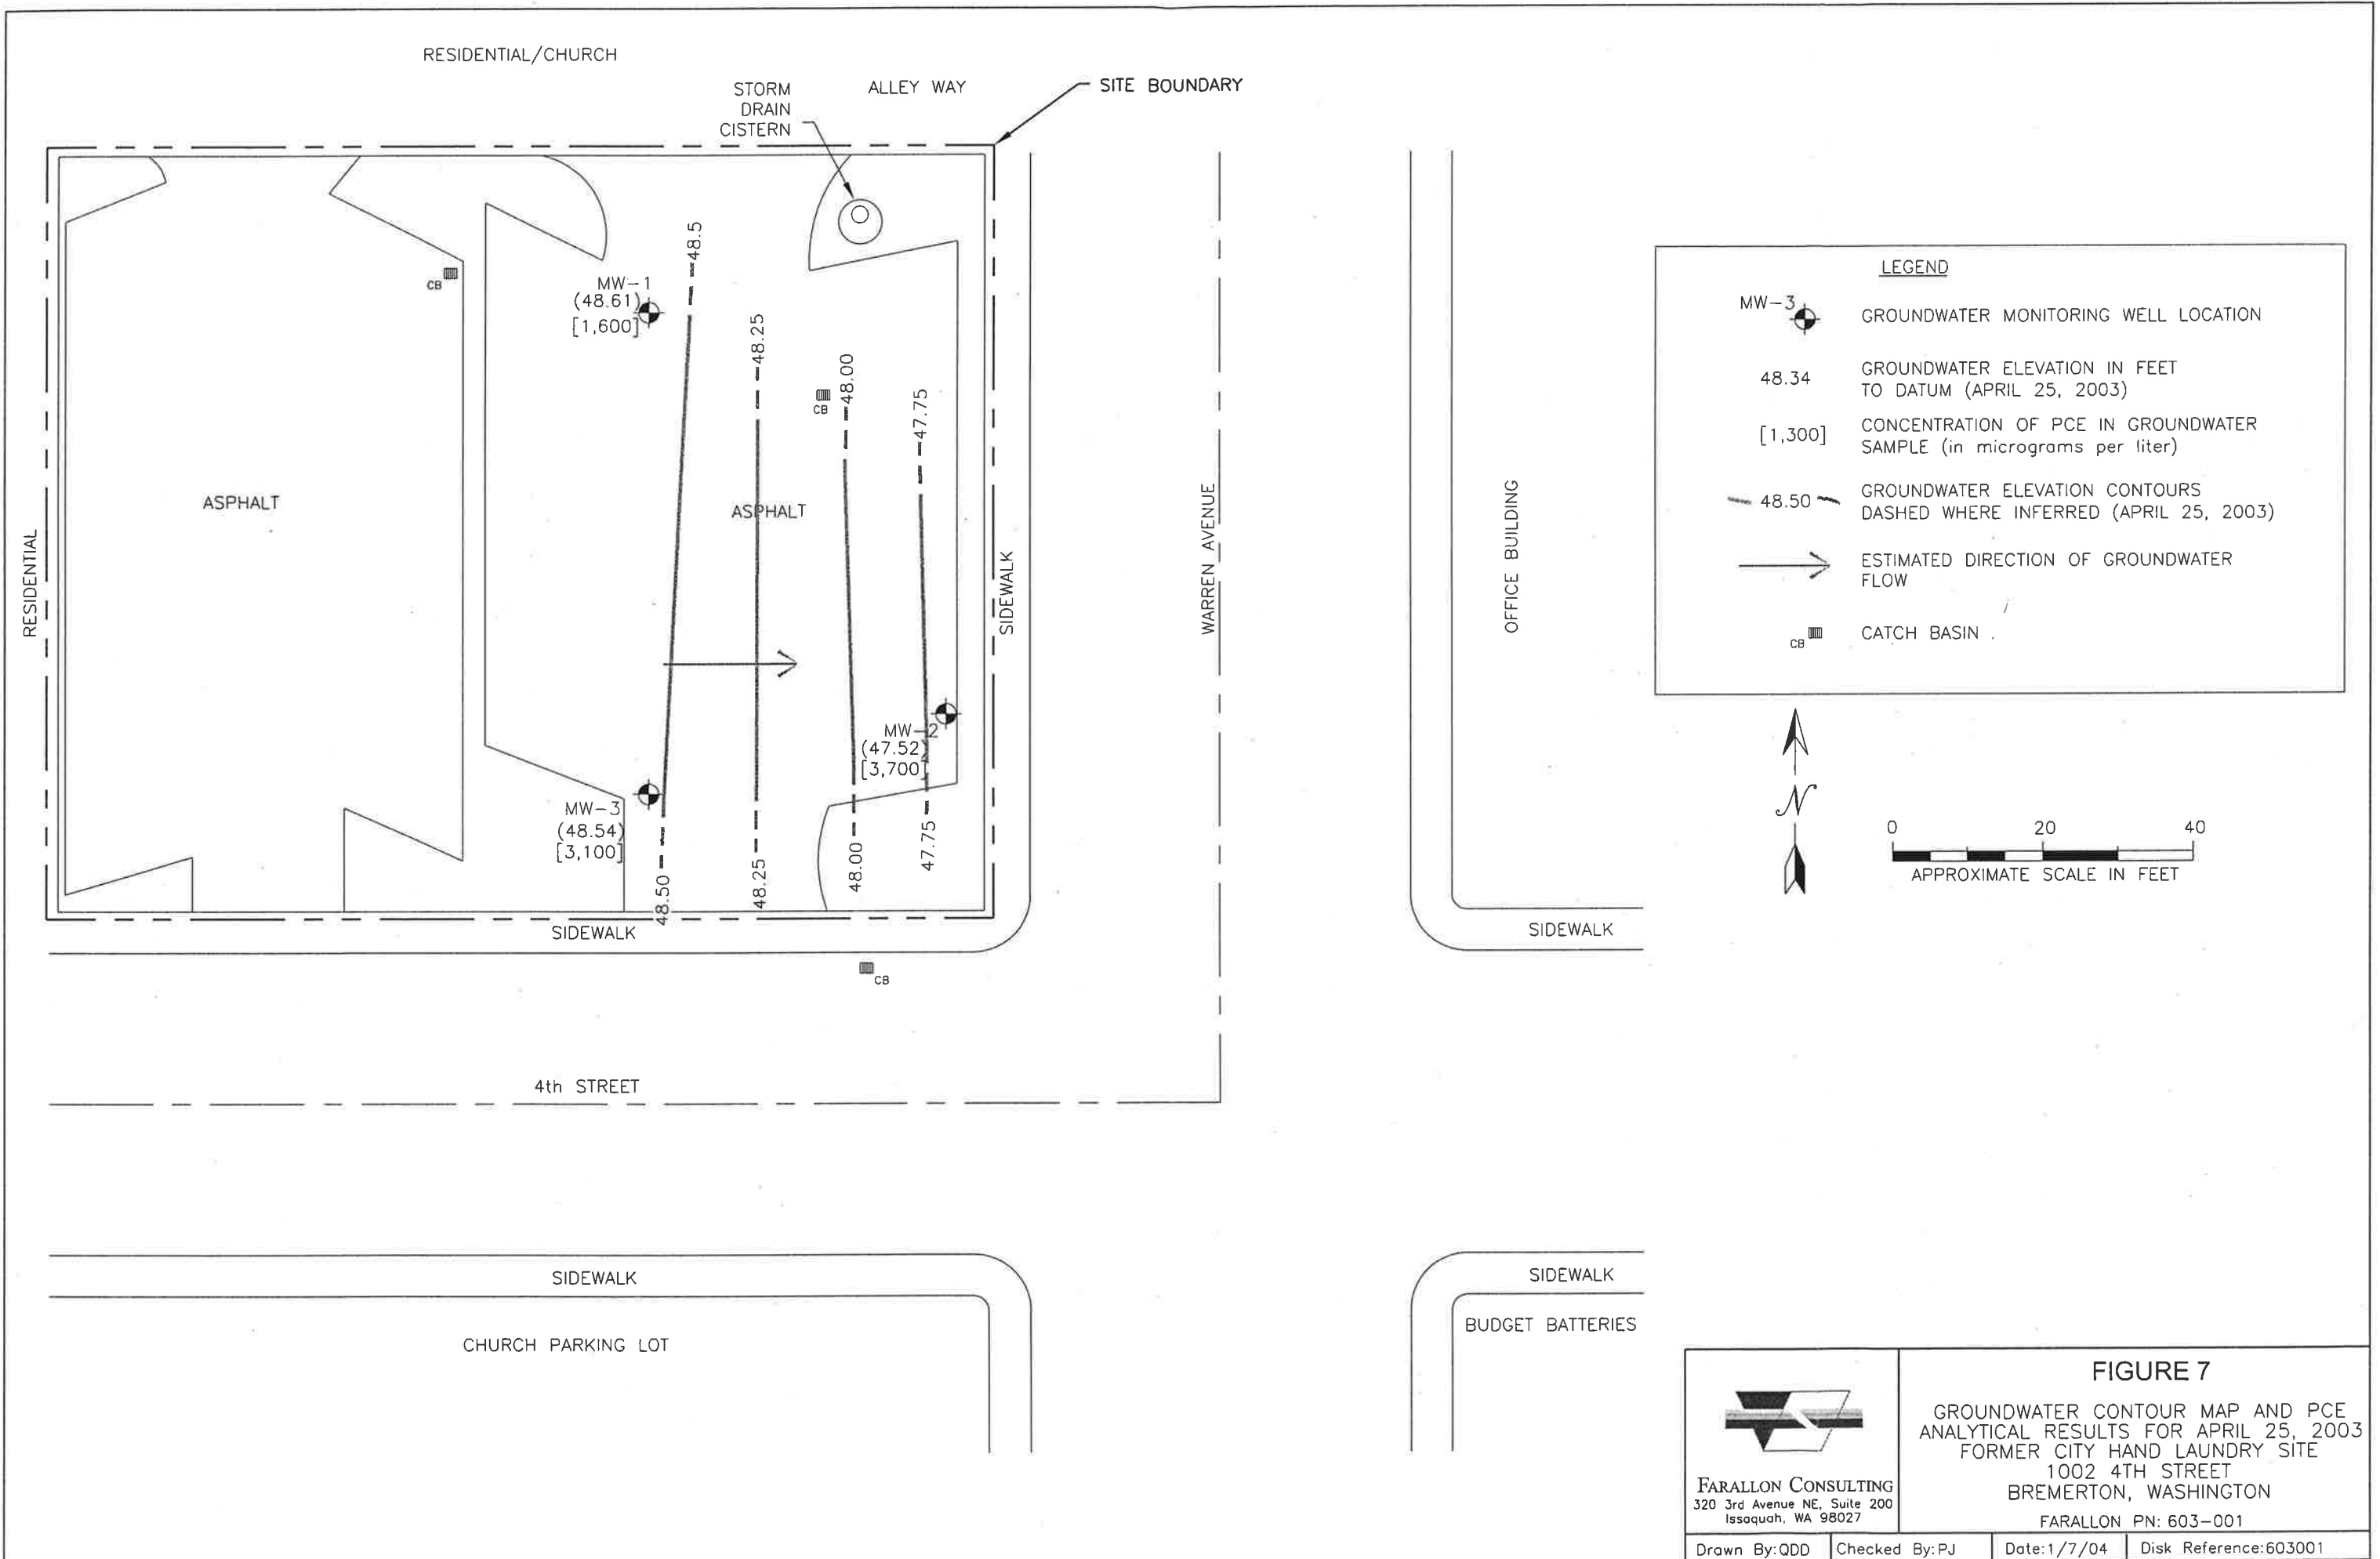 RESIDENTIAL/CHURCH
STORM
DRAIN
CISTERN
ALLEY WAY
SITE BOUNDARY
CB
MW-1
(48.61)
[1,600]
48.5
48.25
48.00
47.75
CB
ASPHALT
ASPHALT
RESIDENTIAL
SIDEWALK
WARREN AVENUE
OFFICE BUILDING
MW-2
(47.52)
[3,700]
MW-3
(48.54)
[3,100]
48.50
48.25
48.00
47.75
SIDEWALK
CB
4th STREET
SIDEWALK
SIDEWALK
CHURCH PARKING LOT
SIDEWALK
BUDGET BATTERIES
LEGEND
MW-3
GROUNDWATER MONITORING WELL LOCATION
48.34
GROUNDWATER ELEVATION IN FEET
TO DATUM (APRIL 25, 2003)
[1,300]
CONCENTRATION OF PCE IN GROUNDWATER
SAMPLE (in micrograms per liter)
48.50
GROUNDWATER ELEVATION CONTOURS
DASHED WHERE INFERRED (APRIL 25, 2003)
ESTIMATED DIRECTION OF GROUNDWATER
FLOW
CB
CATCH BASIN
N
0 20 40
APPROXIMATE SCALE IN FEET
FARALLON CONSULTING
320 3rd Avenue NE, Suite 200
Issaquah, WA 98027
FIGURE 7
GROUNDWATER CONTOUR MAP AND PCE
ANALYTICAL RESULTS FOR APRIL 25, 2003
FORMER CITY HAND LAUNDRY SITE
1002 4TH STREET
BREMERTON, WASHINGTON
FARALLON PN: 603-001
Drawn By:QDD
Checked By:PJ
Date:1/7/04
Disk Reference:603001